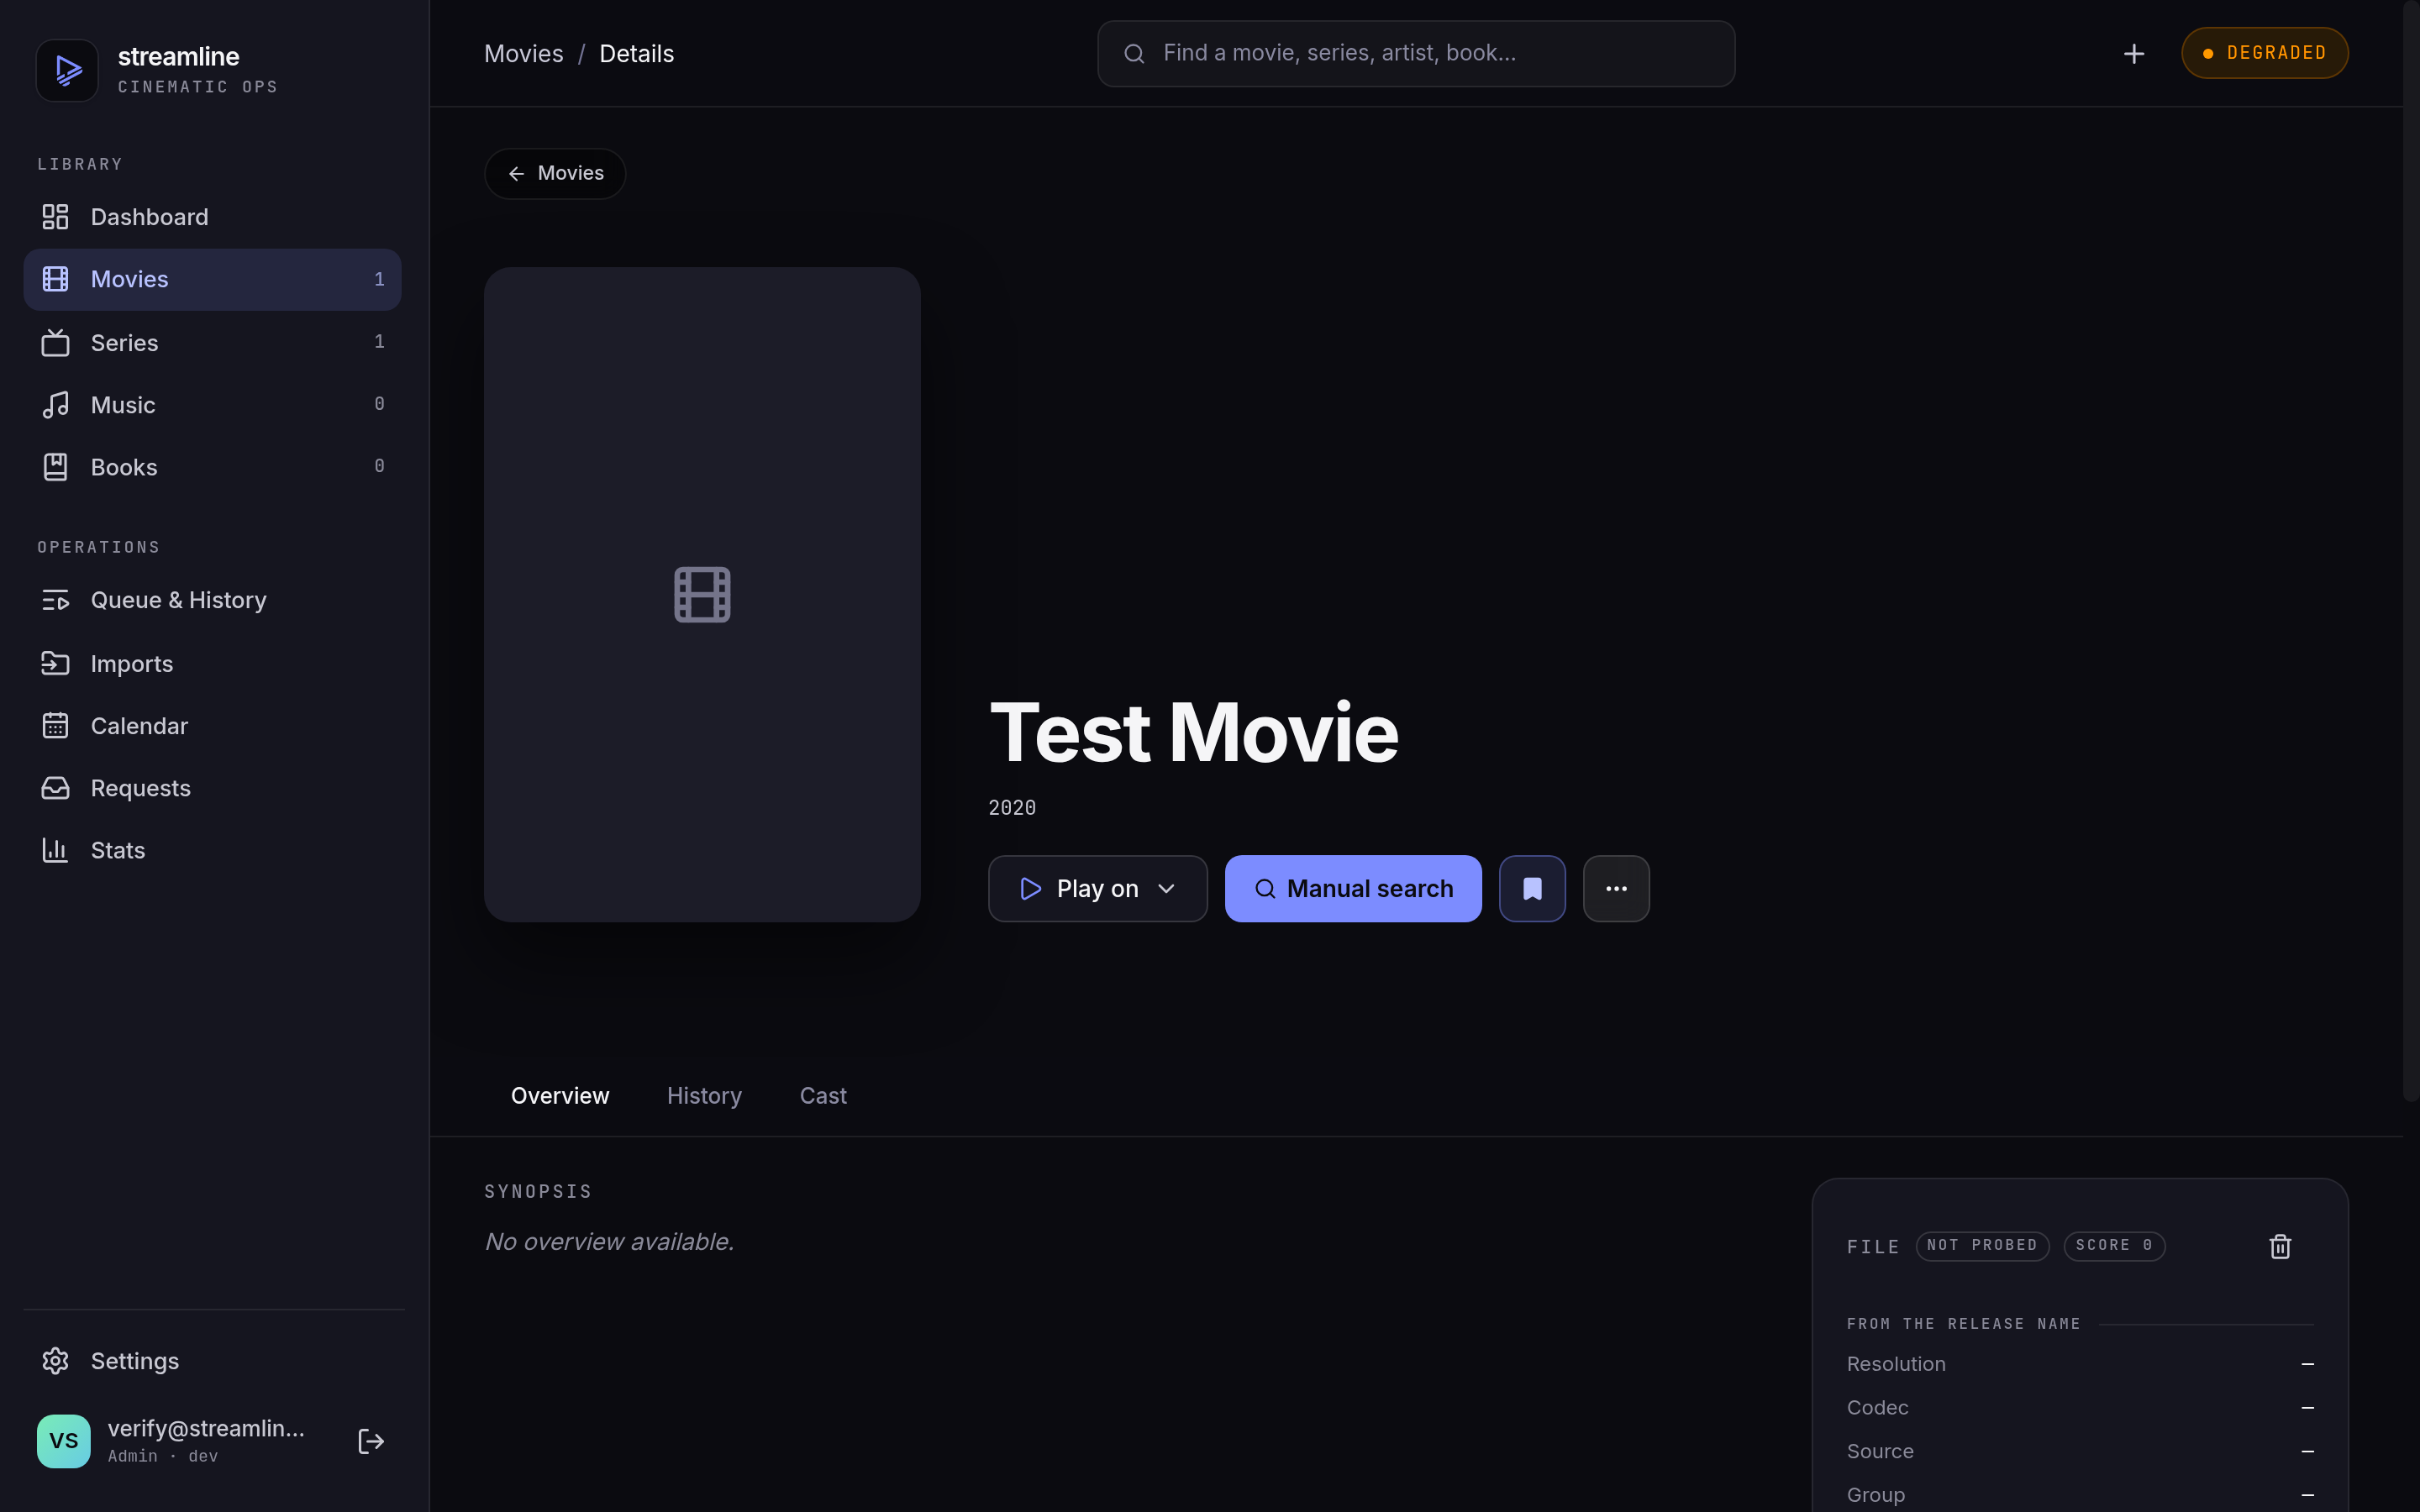 streamline
CINEMATIC OPS
LIBRARY
Dashboard
Movies 1
Series 1
Music 0
Books 0
OPERATIONS
Queue & History
Imports
Calendar
Requests
Stats
Settings
VS
verify@streamlin...
Admin · dev
Movies / Details
Find a movie, series, artist, book...
DEGRADED
Movies
Test Movie
2020
Play on
Manual search
Overview
History
Cast
SYNOPSIS
No overview available.
FILE NOT PROBED SCORE 0
FROM THE RELEASE NAME
Resolution —
Codec —
Source —
Group —